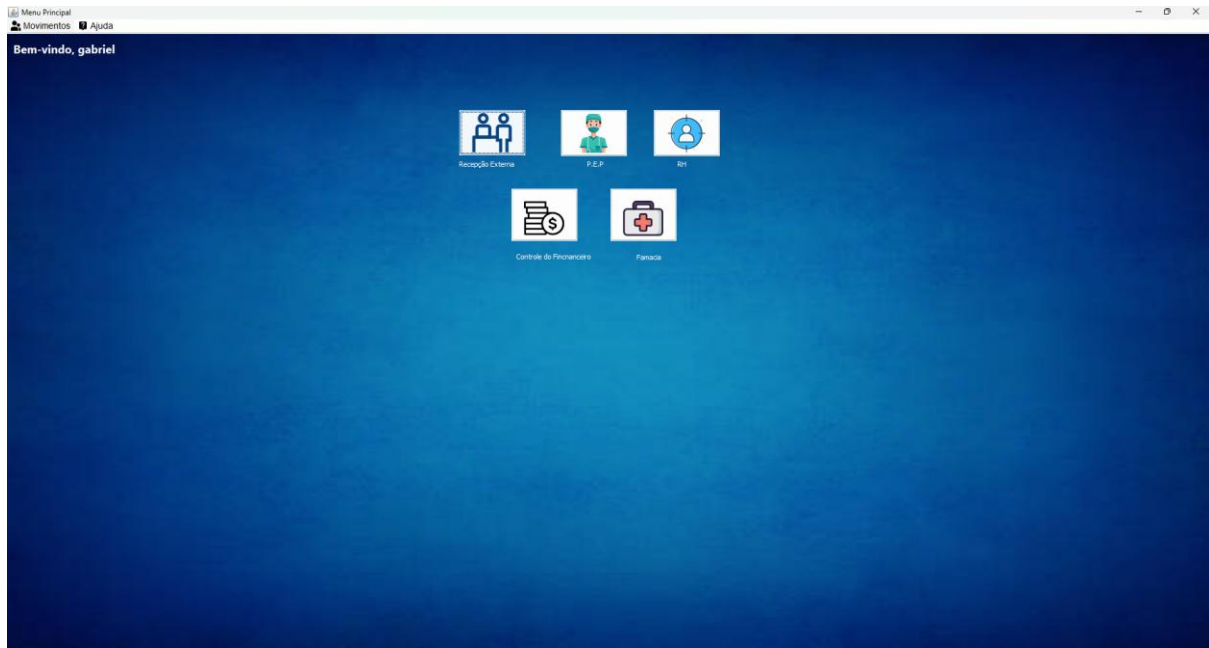 Menu Principal
Movimentos Ajuda
Bem-vindo, gabriel
Recepção Externa P.E.P RH
Controle do Fincnanceiro Famacia